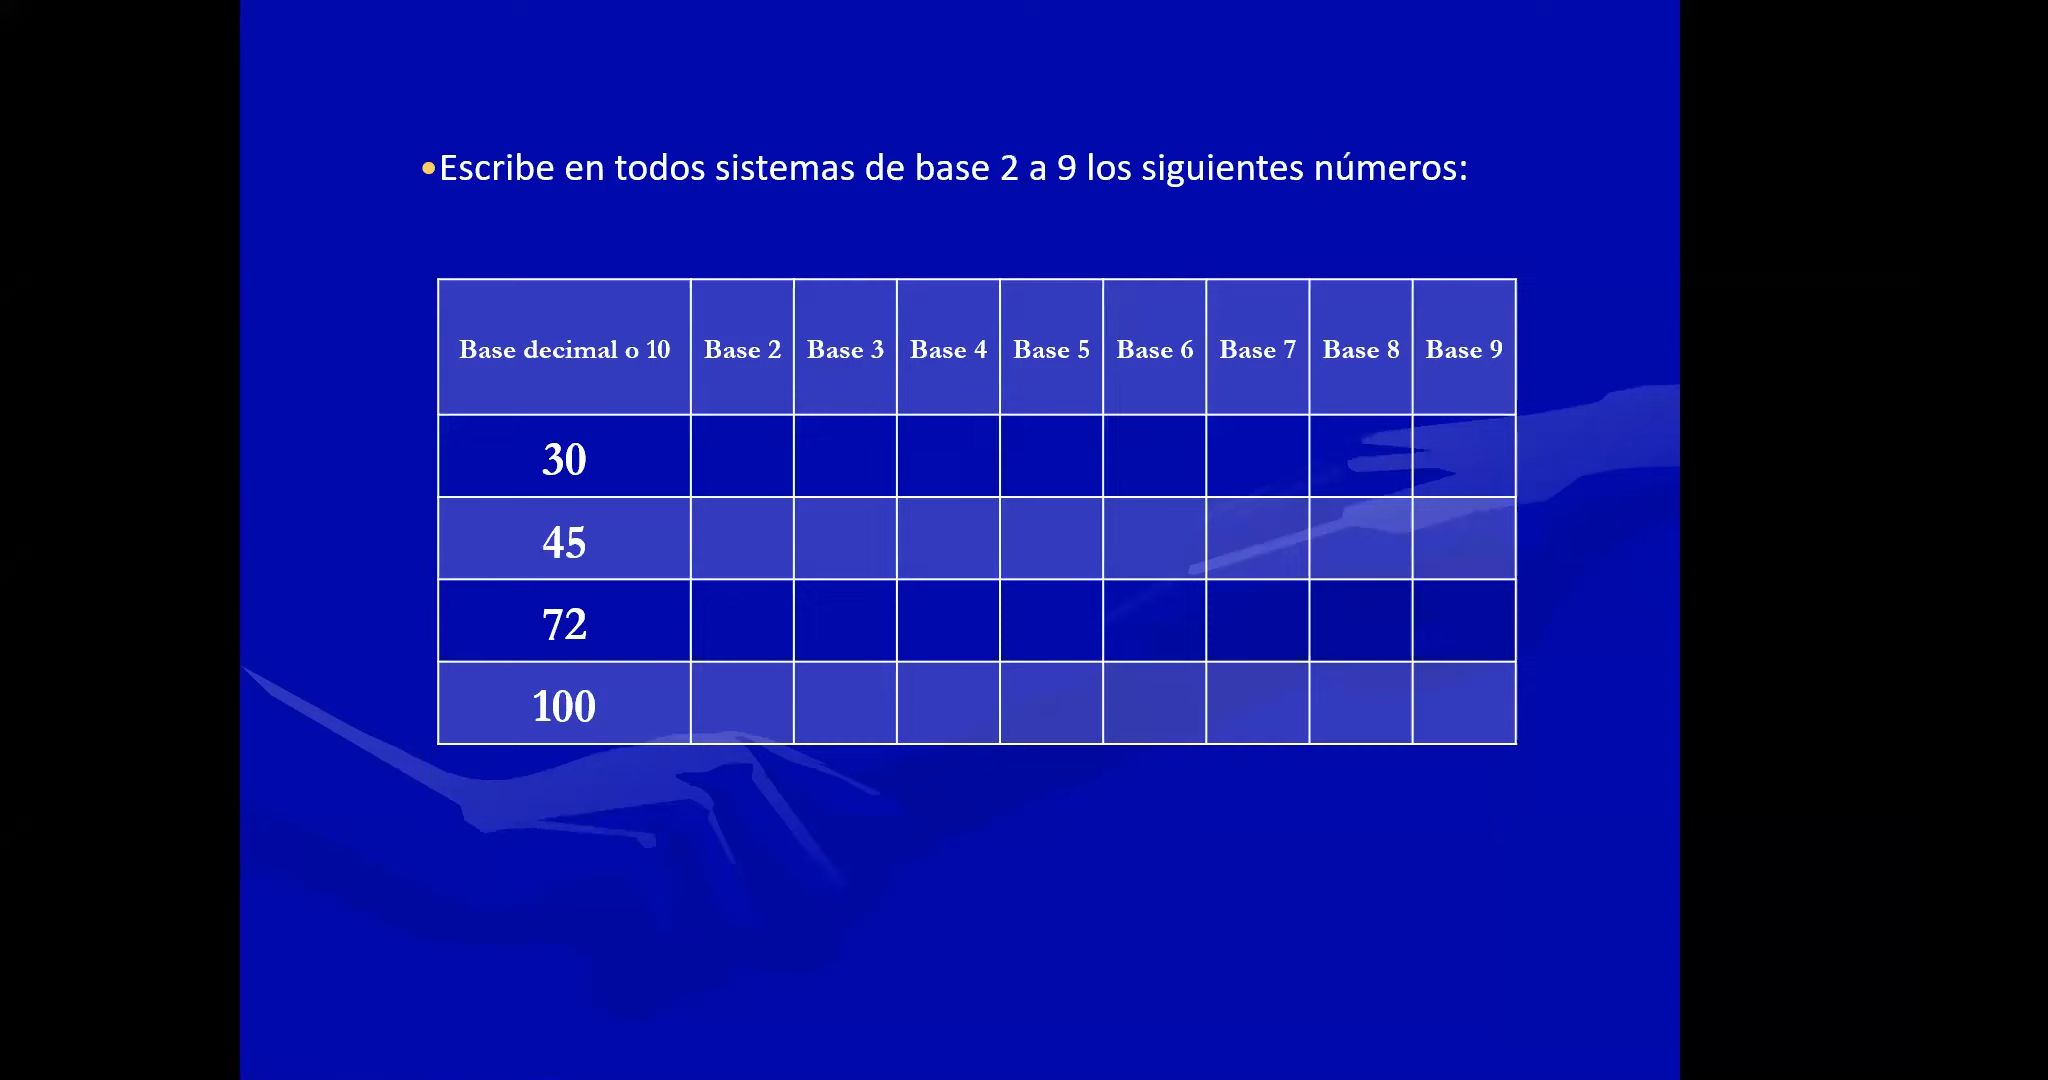 •Escribe en todos sistemas de base 2 a 9 los siguientes números:
Base decimal o 10 Base 2 Base 3 Base 4 Base 5 Base 6 Base 7 Base 8 Base 9
30
45
72
100